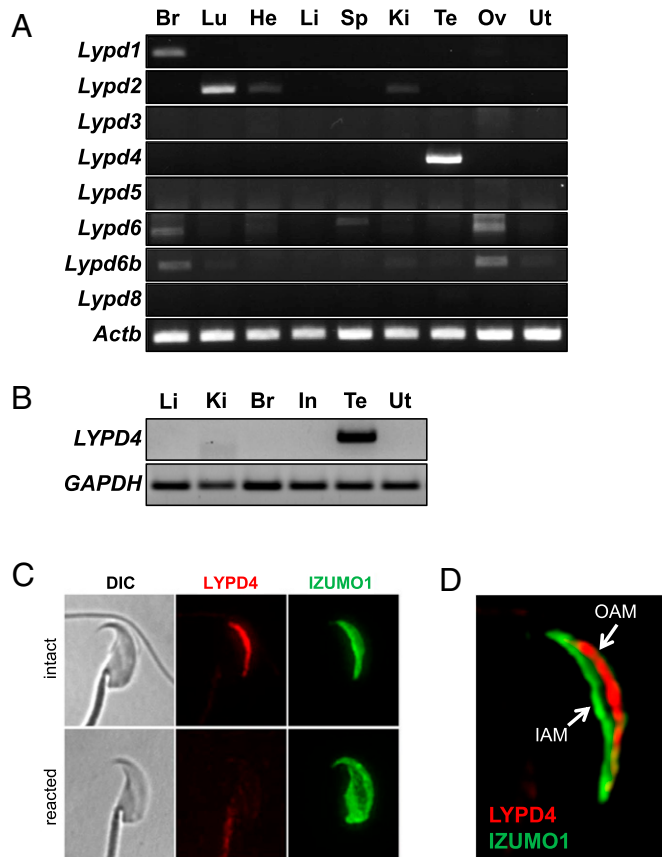 A
Br Lu He Li Sp Ki Te Ov Ut
Lypd1
Lypd2
Lypd3
Lypd4
Lypd5
Lypd6
Lypd6b
Lypd8
Actb
B
Li Ki Br In Te Ut
LYPD4
GAPDH
C
DIC LYPD4 IZUMO1
intact
reacted
D
OAM
IAM
LYPD4
IZUMO1